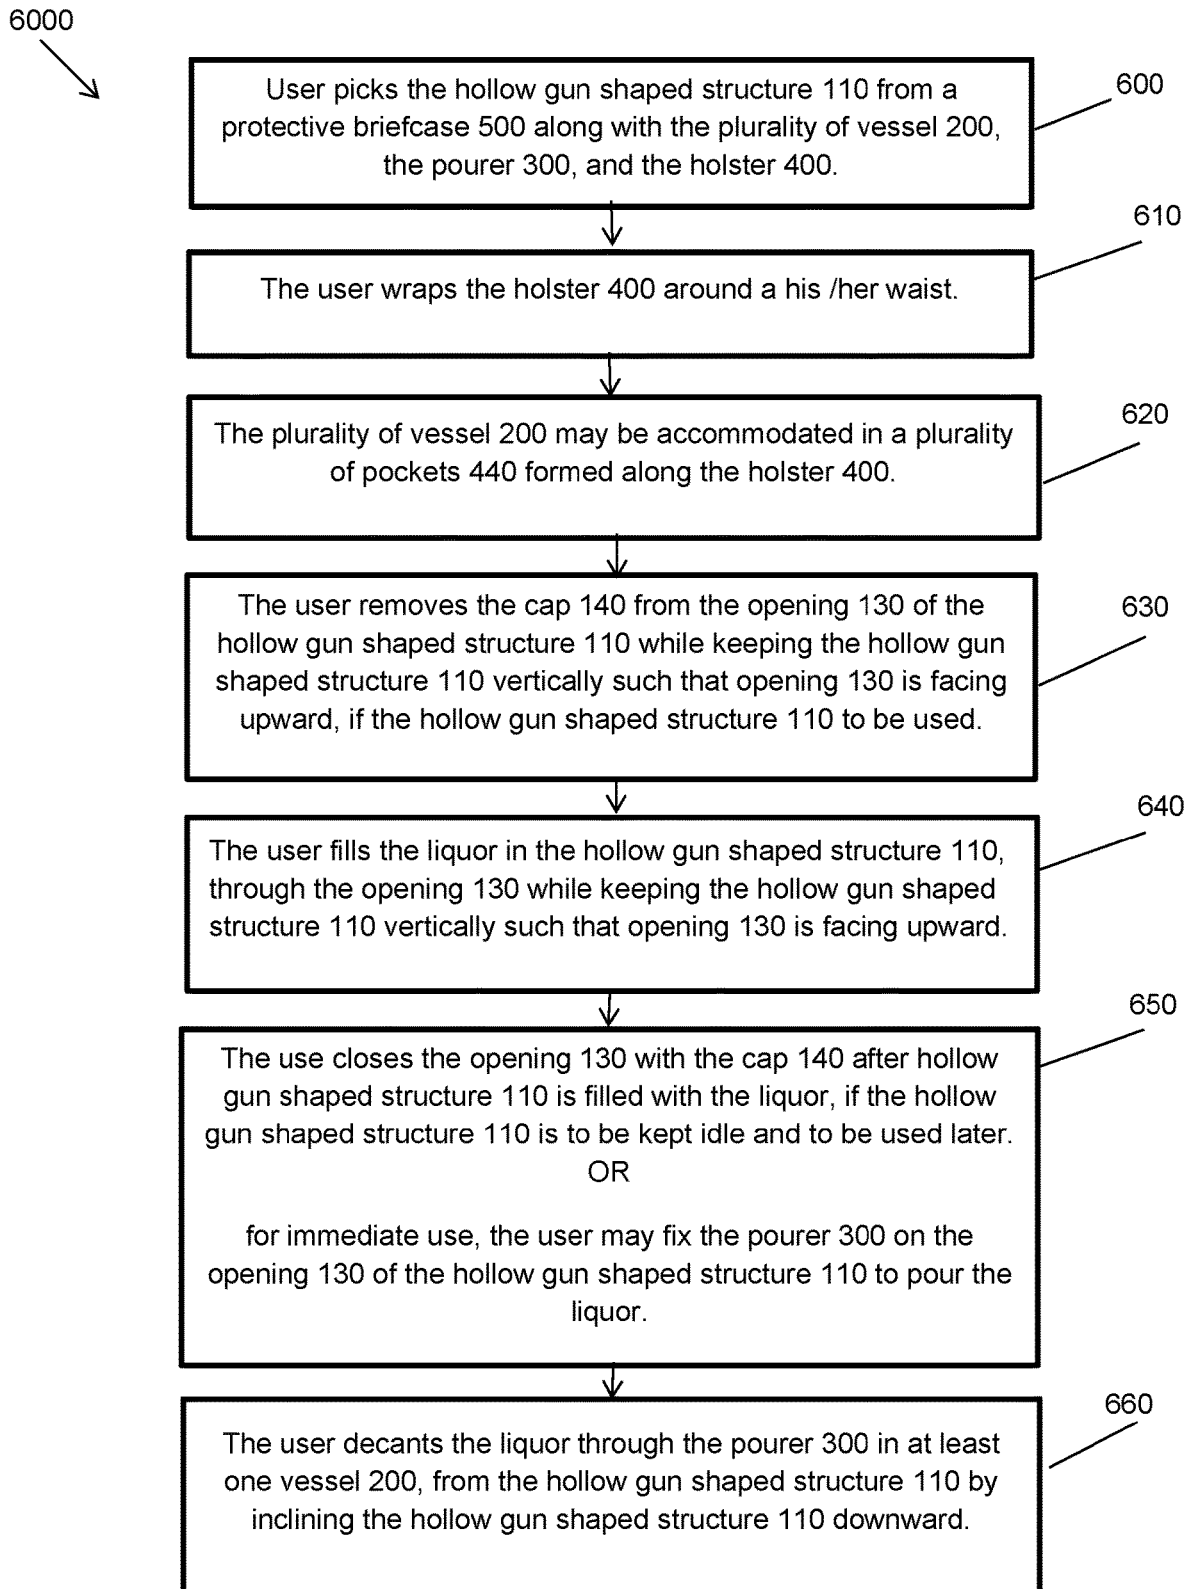 6000
User picks the hollow gun shaped structure 110 from a
protective briefcase 500 along with the plurality of vessel 200,
the pourer 300, and the holster 400.
600
The user wraps the holster 400 around a his /her waist.
610
The plurality of vessel 200 may be accommodated in a plurality
of pockets 440 formed along the holster 400.
620
The user removes the cap 140 from the opening 130 of the
hollow gun shaped structure 110 while keeping the hollow gun
shaped structure 110 vertically such that opening 130 is facing
upward, if the hollow gun shaped structure 110 to be used.
630
The user fills the liquor in the hollow gun shaped structure 110,
through the opening 130 while keeping the hollow gun shaped
structure 110 vertically such that opening 130 is facing upward.
640
The use closes the opening 130 with the cap 140 after hollow
gun shaped structure 110 is filled with the liquor, if the hollow
gun shaped structure 110 is to be kept idle and to be used later.
OR
for immediate use, the user may fix the pourer 300 on the
opening 130 of the hollow gun shaped structure 110 to pour the
liquor.
650
The user decants the liquor through the pourer 300 in at least
one vessel 200, from the hollow gun shaped structure 110 by
inclining the hollow gun shaped structure 110 downward.
660